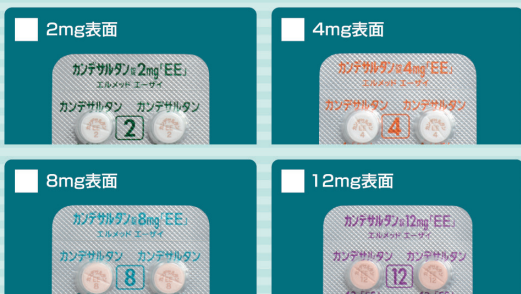 2mg表面
カンデサルタン錠2mg「EE」
エルメッド エーザイ
カンデサルタン カンデサルタン
2
4mg表面
カンデサルタン錠4mg「EE」
エルメッド エーザイ
カンデサルタン カンデサルタン
4
8mg表面
カンデサルタン錠8mg「EE」
エルメッド エーザイ
カンデサルタン カンデサルタン
8
12mg表面
カンデサルタン錠12mg「EE」
エルメッド エーザイ
カンデサルタン カンデサルタン
12